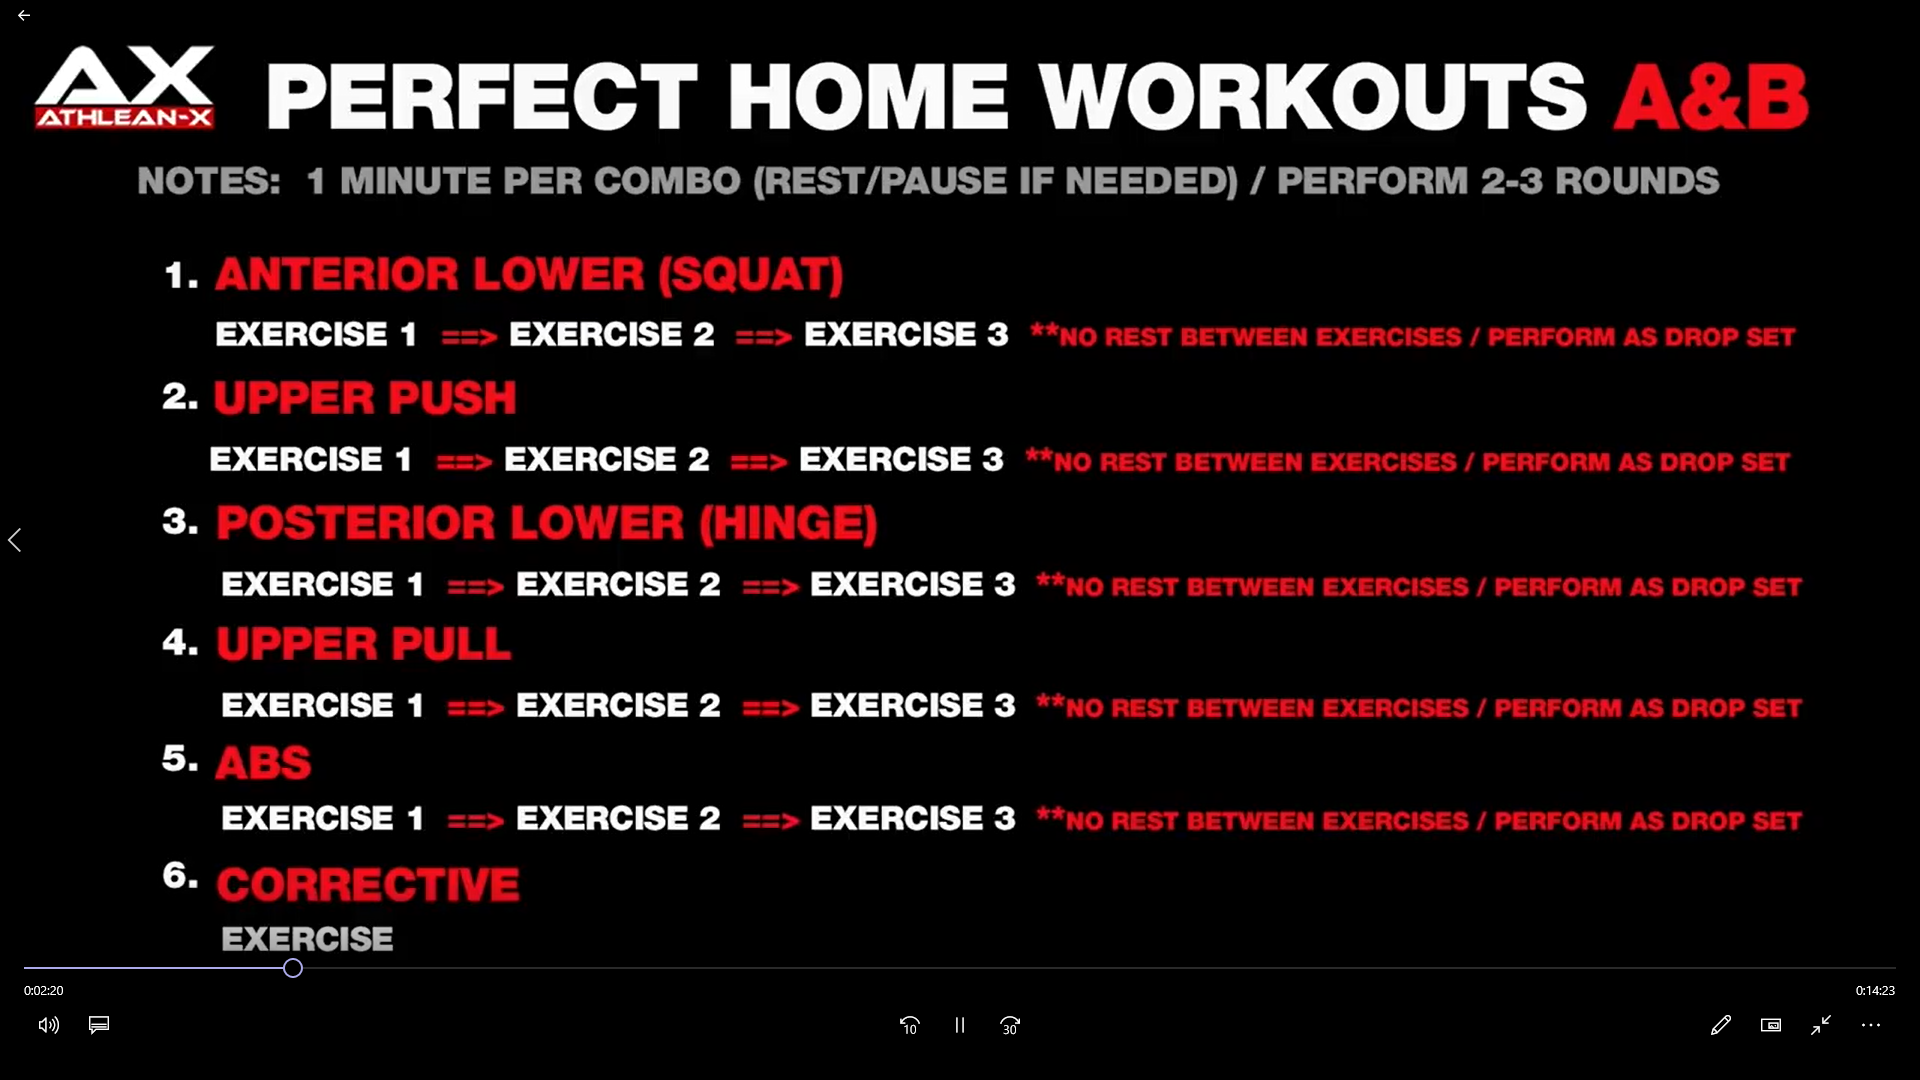 AX
ATHLEAN-X
PERFECT HOME WORKOUTS A&B
NOTES: 1 MINUTE PER COMBO (REST/PAUSE IF NEEDED) / PERFORM 2-3 ROUNDS
1. ANTERIOR LOWER (SQUAT)
EXERCISE 1 ==> EXERCISE 2 ==> EXERCISE 3 **NO REST BETWEEN EXERCISES / PERFORM AS DROP SET
2. UPPER PUSH
EXERCISE 1 ==> EXERCISE 2 ==> EXERCISE 3 **NO REST BETWEEN EXERCISES / PERFORM AS DROP SET
3. POSTERIOR LOWER (HINGE)
EXERCISE 1 ==> EXERCISE 2 ==> EXERCISE 3 **NO REST BETWEEN EXERCISES / PERFORM AS DROP SET
4. UPPER PULL
EXERCISE 1 ==> EXERCISE 2 ==> EXERCISE 3 **NO REST BETWEEN EXERCISES / PERFORM AS DROP SET
5. ABS
EXERCISE 1 ==> EXERCISE 2 ==> EXERCISE 3 **NO REST BETWEEN EXERCISES / PERFORM AS DROP SET
6. CORRECTIVE
EXERCISE
0:02:20 0:14:23
10 30